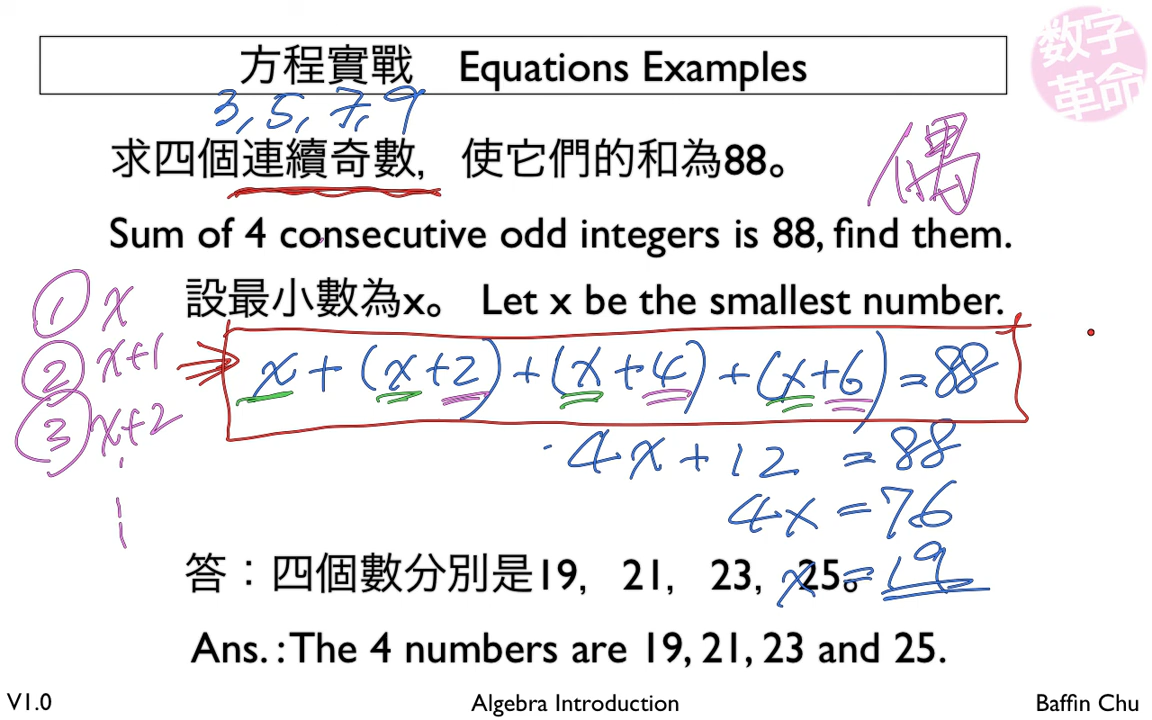 数字
革命
方程實戰 Equations Examples
3, 5, 7, 9
求四個連續奇數, 使它們的和為88。
偶
Sum of 4 consecutive odd integers is 88, find them.
設最小數為x。 Let x be the smallest number.
① x
② x+1
③ x+2
x + (x+2) + (x+4) + (x+6) = 88
4x + 12 = 88
4x = 76
x = 19
答：四個數分別是19, 21, 23, 25。
Ans. : The 4 numbers are 19, 21, 23 and 25.
V1.0 Algebra Introduction Baffin Chu